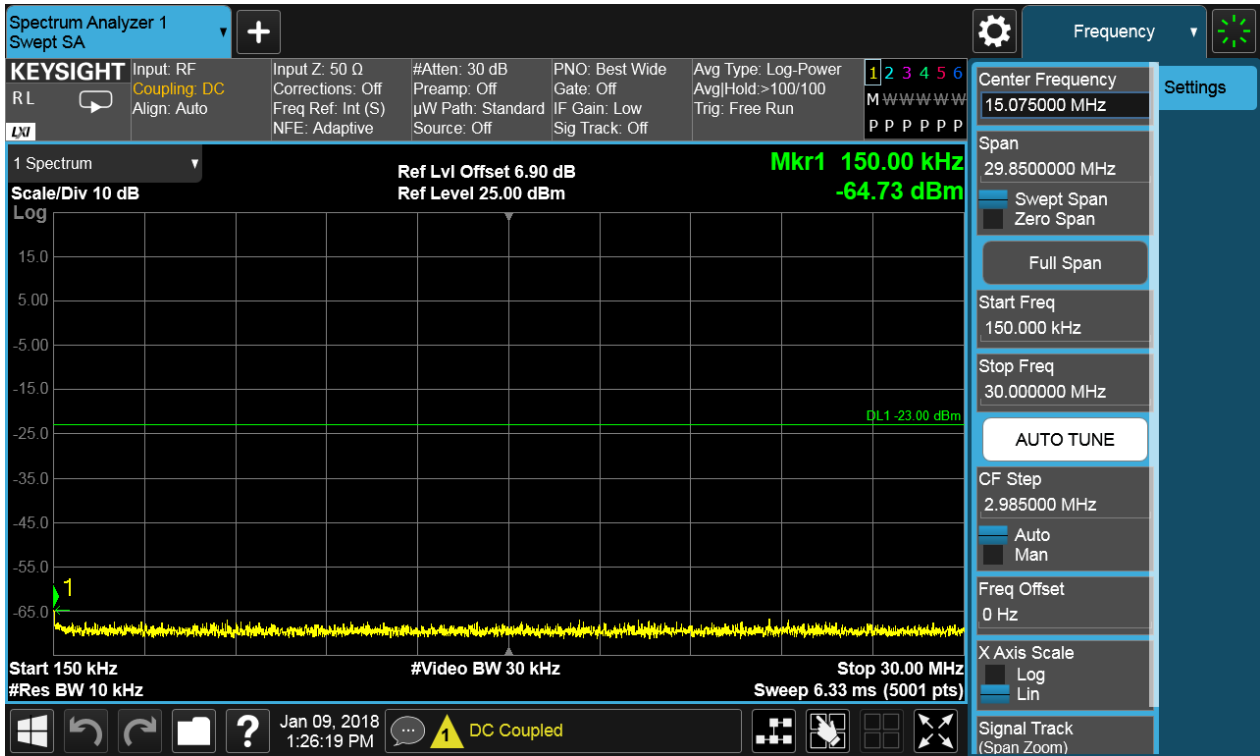 Spectrum Analyzer 1
Swept SA
+
Frequency
KEYSIGHT
RL
LXI
Input: RF
Coupling: DC
Align: Auto
Input Z: 50 Ω
Corrections: Off
Freq Ref: Int (S)
NFE: Adaptive
#Atten: 30 dB
Preamp: Off
µW Path: Standard
Source: Off
PNO: Best Wide
Gate: Off
IF Gain: Low
Sig Track: Off
Avg Type: Log-Power
Avg|Hold:>100/100
Trig: Free Run
1 2 3 4 5 6
M W W W W W
P P P P P P
1 Spectrum
Scale/Div 10 dB
Log
Ref Lvl Offset 6.90 dB
Ref Level 25.00 dBm
Mkr1 150.00 kHz
-64.73 dBm
15.0
5.00
-5.00
-15.0
DL1 -23.00 dBm
-25.0
-35.0
-45.0
-55.0
1
-65.0
Start 150 kHz
#Video BW 30 kHz
Stop 30.00 MHz
#Res BW 10 kHz
Sweep 6.33 ms (5001 pts)
Center Frequency
15.075000 MHz
Settings
Span
29.8500000 MHz
Swept Span
Zero Span
Full Span
Start Freq
150.000 kHz
Stop Freq
30.000000 MHz
AUTO TUNE
CF Step
2.985000 MHz
Auto
Man
Freq Offset
0 Hz
X Axis Scale
Log
Lin
Signal Track
(Span Zoom)
?
Jan 09, 2018
1:26:19 PM
1
DC Coupled